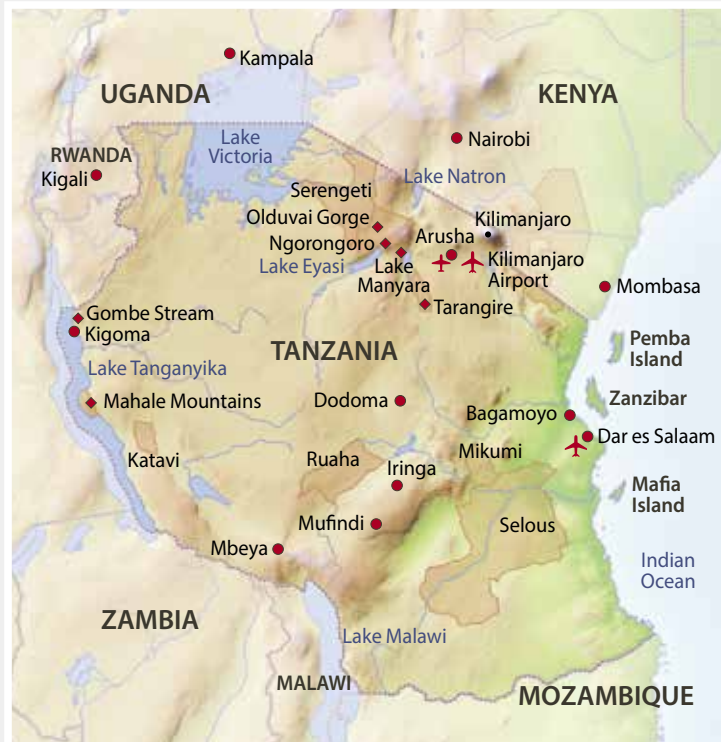 Kampala
UGANDA
KENYA
Lake
Victoria
Nairobi
RWANDA
Kigali
Lake Natron
Serengeti
Olduvai Gorge
Kilimanjaro
Ngorongoro
Arusha
Lake Eyasi
Lake
Manyara
Kilimanjaro
Airport
Mombasa
Tarangire
Gombe Stream
Kigoma
TANZANIA
Pemba
Island
Lake Tanganyika
Mahale Mountains
Dodoma
Zanzibar
Bagamoyo
Dar es Salaam
Katavi
Ruaha
Mikumi
Iringa
Mafia
Island
Mufindi
Selous
Mbeya
Indian
Ocean
ZAMBIA
Lake Malawi
MALAWI
MOZAMBIQUE